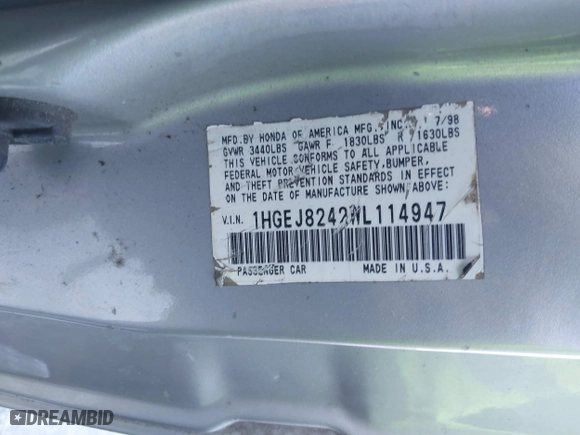 MFD. BY HONDA OF AMERICA MFG., INC. 7/98
GVWR 3440LBS GAWR F 1830LBS R 1630LBS
THIS VEHICLE CONFORMS TO ALL APPLICABLE
FEDERAL MOTOR VEHICLE SAFETY, BUMPER,
AND THEFT PREVENTION STANDARDS IN EFFECT
ON THE DATE OF MANUFACTURE SHOWN ABOVE:
V.I.N. 1HGEJ8242WL114947
PASSENGER CAR MADE IN U.S.A.
DREAMBID